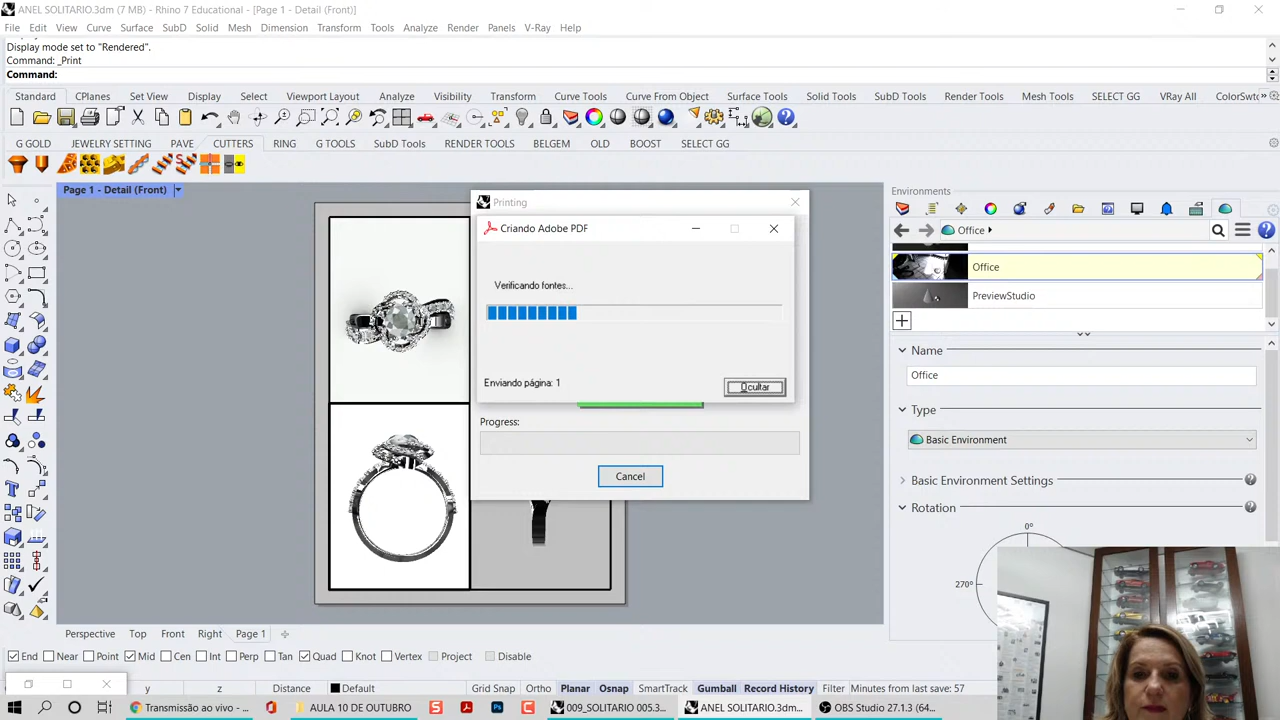 ANEL SOLITARIO.3dm (7 MB) - Rhino 7 Educational - [Page 1 - Detail (Front)]
File Edit View Curve Surface SubD Solid Mesh Dimension Transform Tools Analyze Render Panels V-Ray Help
Display mode set to "Rendered".
Command: _Print
Command:
Standard CPlanes Set View Display Select Viewport Layout Visibility Transform Curve Tools Curve From Object Surface Tools Solid Tools SubD Tools Render Tools Mesh Tools SELECT GG VRay All ColorSwtc
G GOLD JEWELRY SETTING PAVE CUTTERS RING G TOOLS SubD Tools RENDER TOOLS BELGEM OLD BOOST SELECT GG
Page 1 - Detail (Front)
Printing
Criando Adobe PDF
Verificando fontes...
Enviando página: 1
Ocultar
Progress:
Cancel
Environments
Office
Office
PreviewStudio
Name
Office
Type
Basic Environment
Basic Environment Settings
Rotation
0°
270°
Perspective Top Front Right Page 1
End Near Point Mid Cen Int Perp Tan Quad Knot Vertex Project Disable
y z Distance Default Grid Snap Ortho Planar Osnap SmarTrack Gumball Record History Filter Minutes from last save: 57
Transmissão ao vivo - ... AULA 10 DE OUTUBRO 009_SOLITARIO 005.3... ANEL SOLITARIO.3dm... OBS Studio 27.1.3 (64...